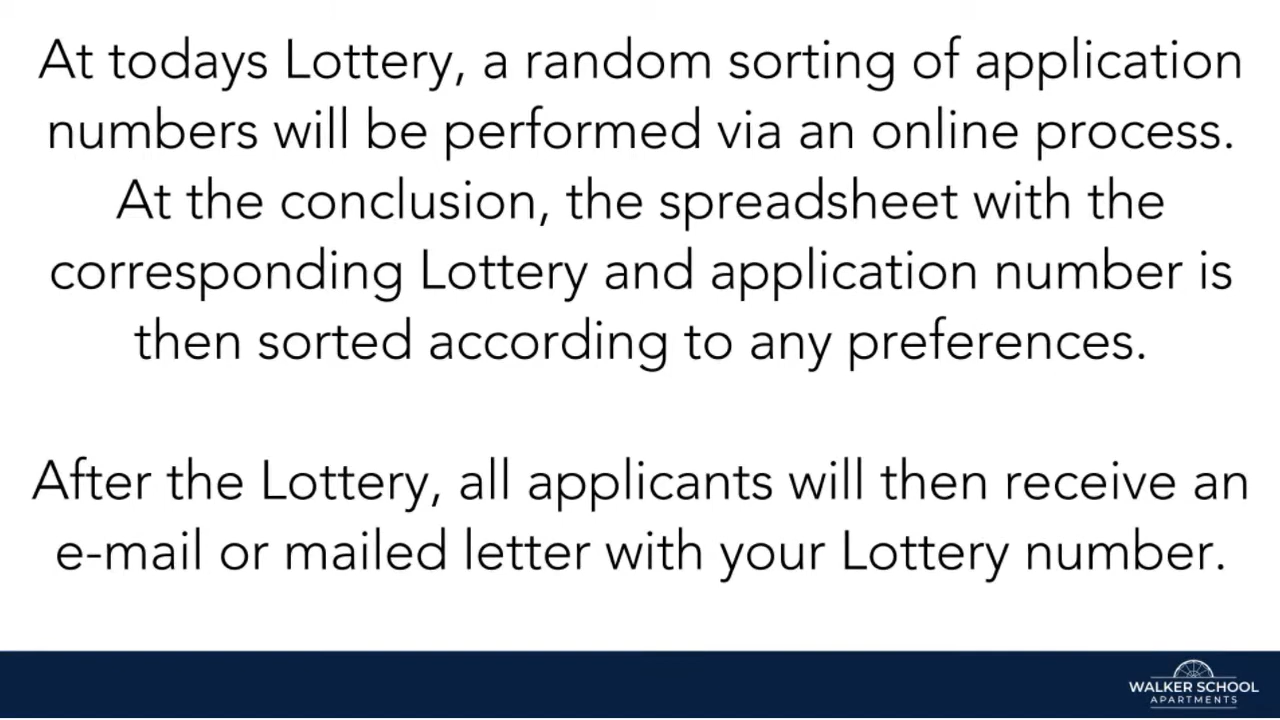 At todays Lottery, a random sorting of application
numbers will be performed via an online process.
At the conclusion, the spreadsheet with the
corresponding Lottery and application number is
then sorted according to any preferences.
After the Lottery, all applicants will then receive an
e-mail or mailed letter with your Lottery number.
WALKER SCHOOL
APARTMENTS